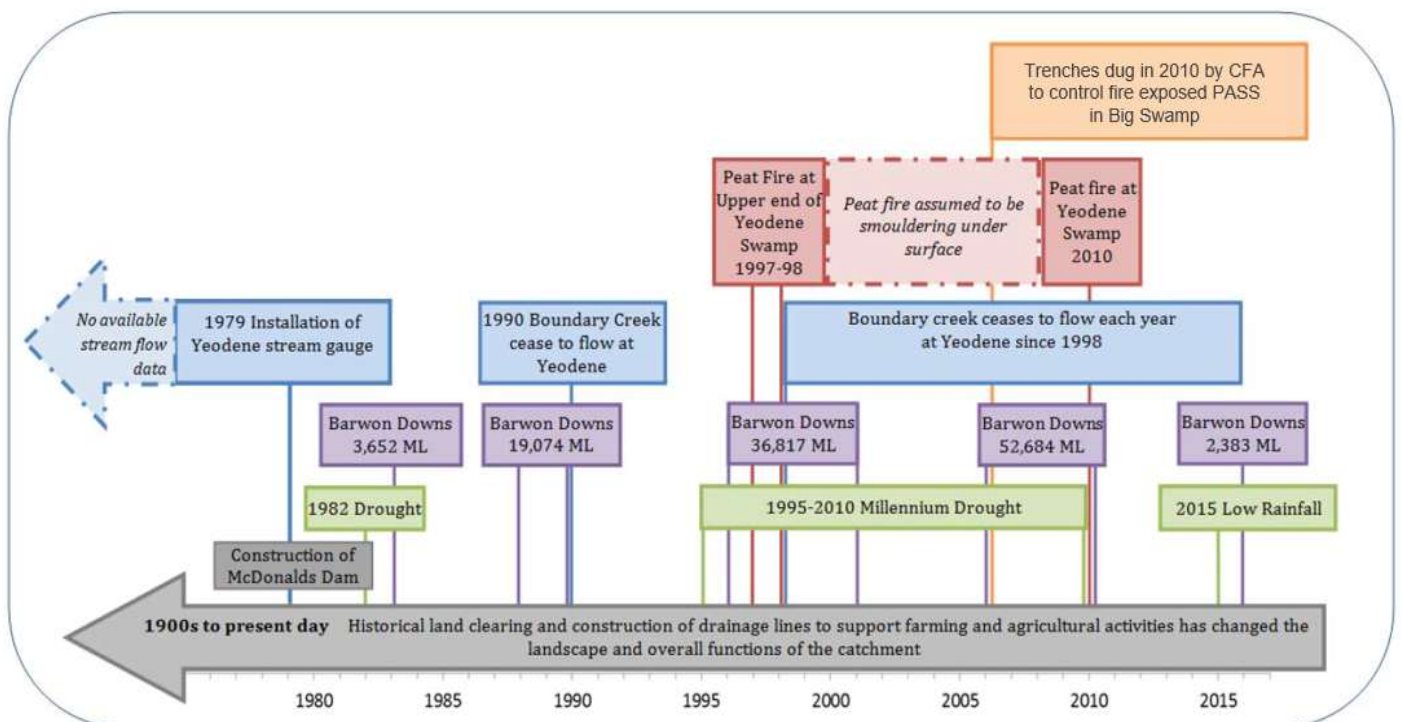 Trenches dug in 2010 by CFA
to control fire exposed PASS
in Big Swamp
Peat Fire at
Upper end of
Yeodene
Swamp
1997-98
Peat fire assumed to be
smouldering under
surface
Peat fire at
Yeodene
Swamp
2010
No available
stream flow
data
1979 Installation of
Yeodene stream gauge
1990 Boundary Creek
cease to flow at
Yeodene
Boundary creek ceases to flow each year
at Yeodene since 1998
Barwon Downs
3,652 ML
Barwon Downs
19,074 ML
Barwon Downs
36,817 ML
Barwon Downs
52,684 ML
Barwon Downs
2,383 ML
1982 Drought
1995-2010 Millennium Drought
2015 Low Rainfall
Construction of
McDonalds Dam
1900s to present day Historical land clearing and construction of drainage lines to support farming and agricultural activities has changed the
landscape and overall functions of the catchment
1980 1985 1990 1995 2000 2005 2010 2015